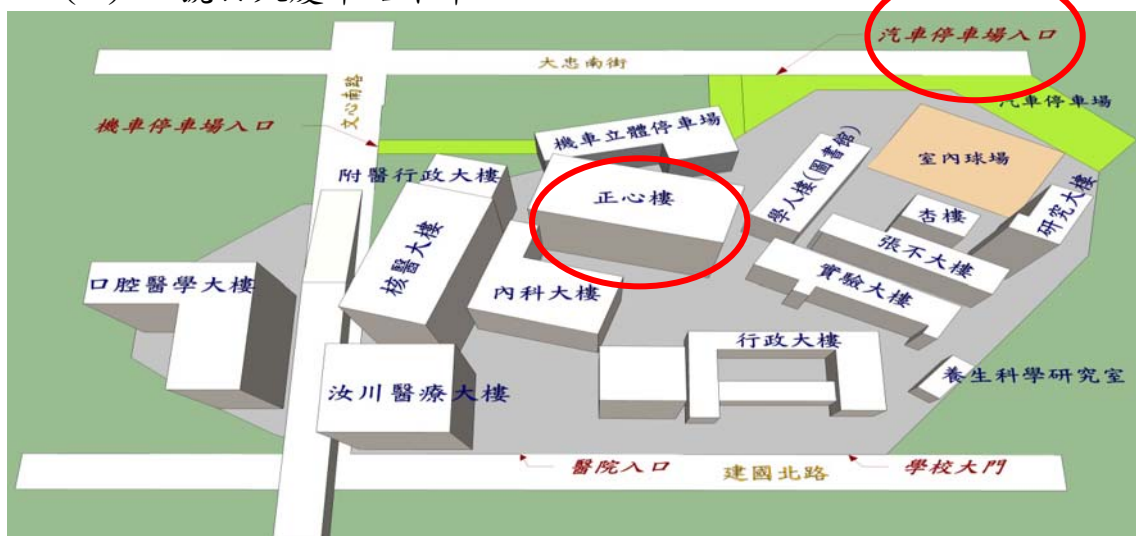 汽車停車場入口
大忠南街
汽車停車場
文心南路
機車停車場入口
機車立體停車場
學人樓(圖書館)
室內球場
附醫行政大樓
正心樓
杏樓
研究大樓
張不大樓
核醫大樓
實驗大樓
口腔醫學大樓
內科大樓
行政大樓
養生科學研究室
汝川醫療大樓
醫院入口
建國北路
學校大門